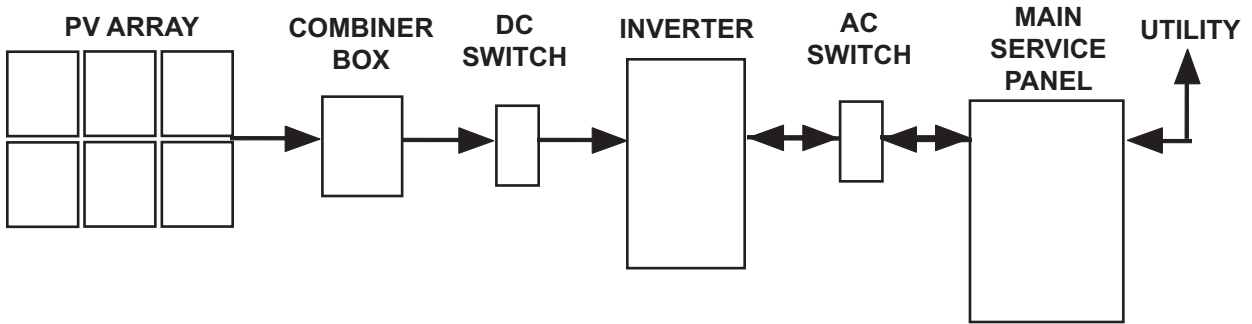 PV ARRAY
COMBINER
BOX
DC
SWITCH
INVERTER
AC
SWITCH
MAIN
SERVICE
PANEL
UTILITY